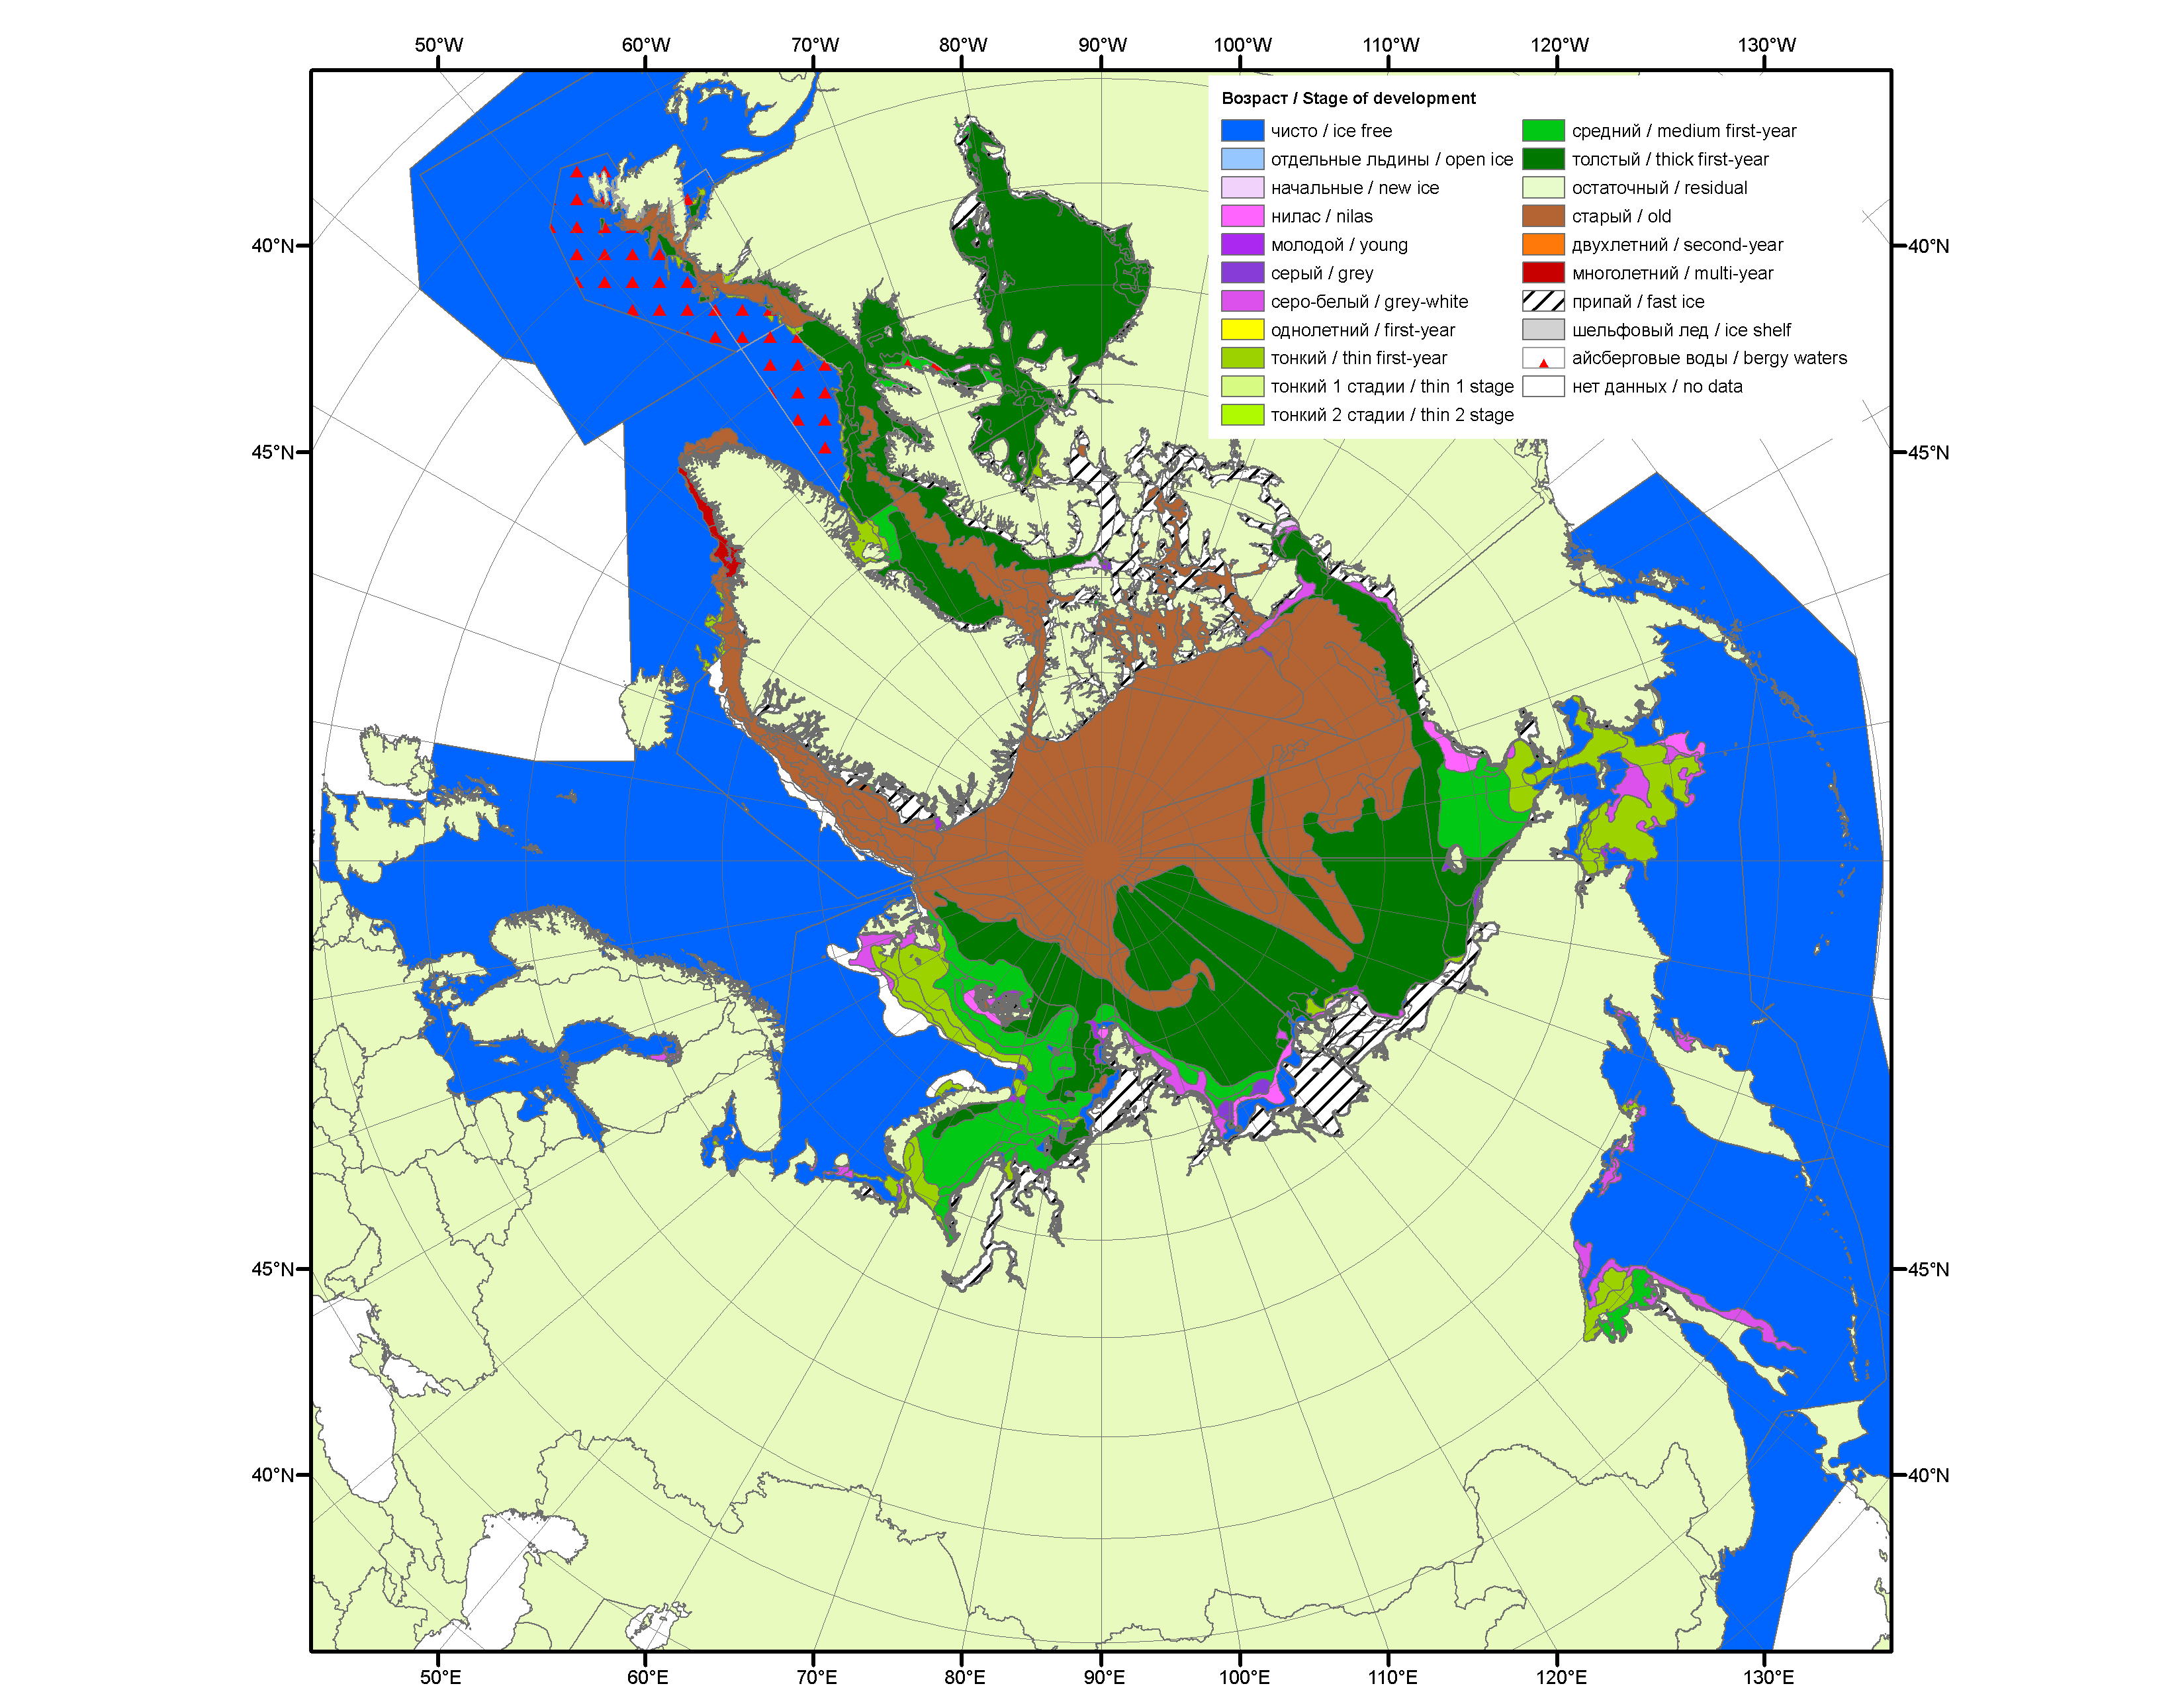 50°W 60°W 70°W 80°W 90°W 100°W 110°W 120°W 130°W
Возраст / Stage of development
чисто / ice free
отдельные льдины / open ice
начальные / new ice
нилас / nilas
молодой / young
серый / grey
серо-белый / grey-white
однолетний / first-year
тонкий / thin first-year
тонкий 1 стадии / thin 1 stage
тонкий 2 стадии / thin 2 stage
средний / medium first-year
толстый / thick first-year
остаточный / residual
старый / old
двухлетний / second-year
многолетний / multi-year
припай / fast ice
шельфовый лед / ice shelf
айсберговые воды / bergy waters
нет данных / no data
40°N 40°N
45°N 45°N
45°N 45°N
40°N 40°N
50°E 60°E 70°E 80°E 90°E 100°E 110°E 120°E 130°E